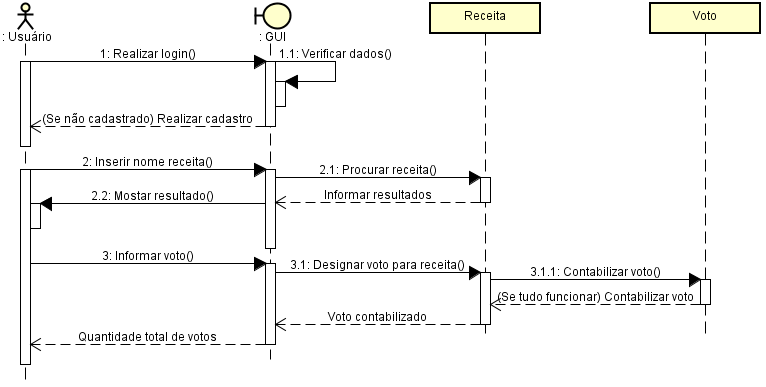 Receita
Voto
: Usuário
: GUI
1: Realizar login()
1.1: Verificar dados()
(Se não cadastrado) Realizar cadastro
2: Inserir nome receita()
2.1: Procurar receita()
Informar resultados
2.2: Mostar resultado()
3: Informar voto()
3.1: Designar voto para receita()
3.1.1: Contabilizar voto()
(Se tudo funcionar) Contabilizar voto
Voto contabilizado
Quantidade total de votos